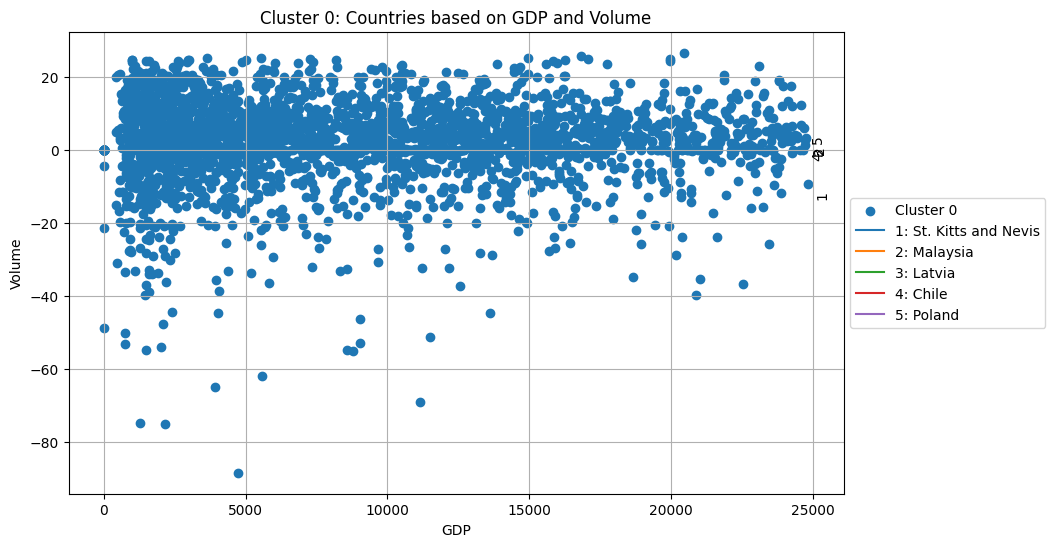 Cluster 0: Countries based on GDP and Volume
Volume
20
0
−20
−40
−60
−80
0
5000
10000
15000
20000
25000
GDP
5
4
1
Cluster 0
1: St. Kitts and Nevis
2: Malaysia
3: Latvia
4: Chile
5: Poland